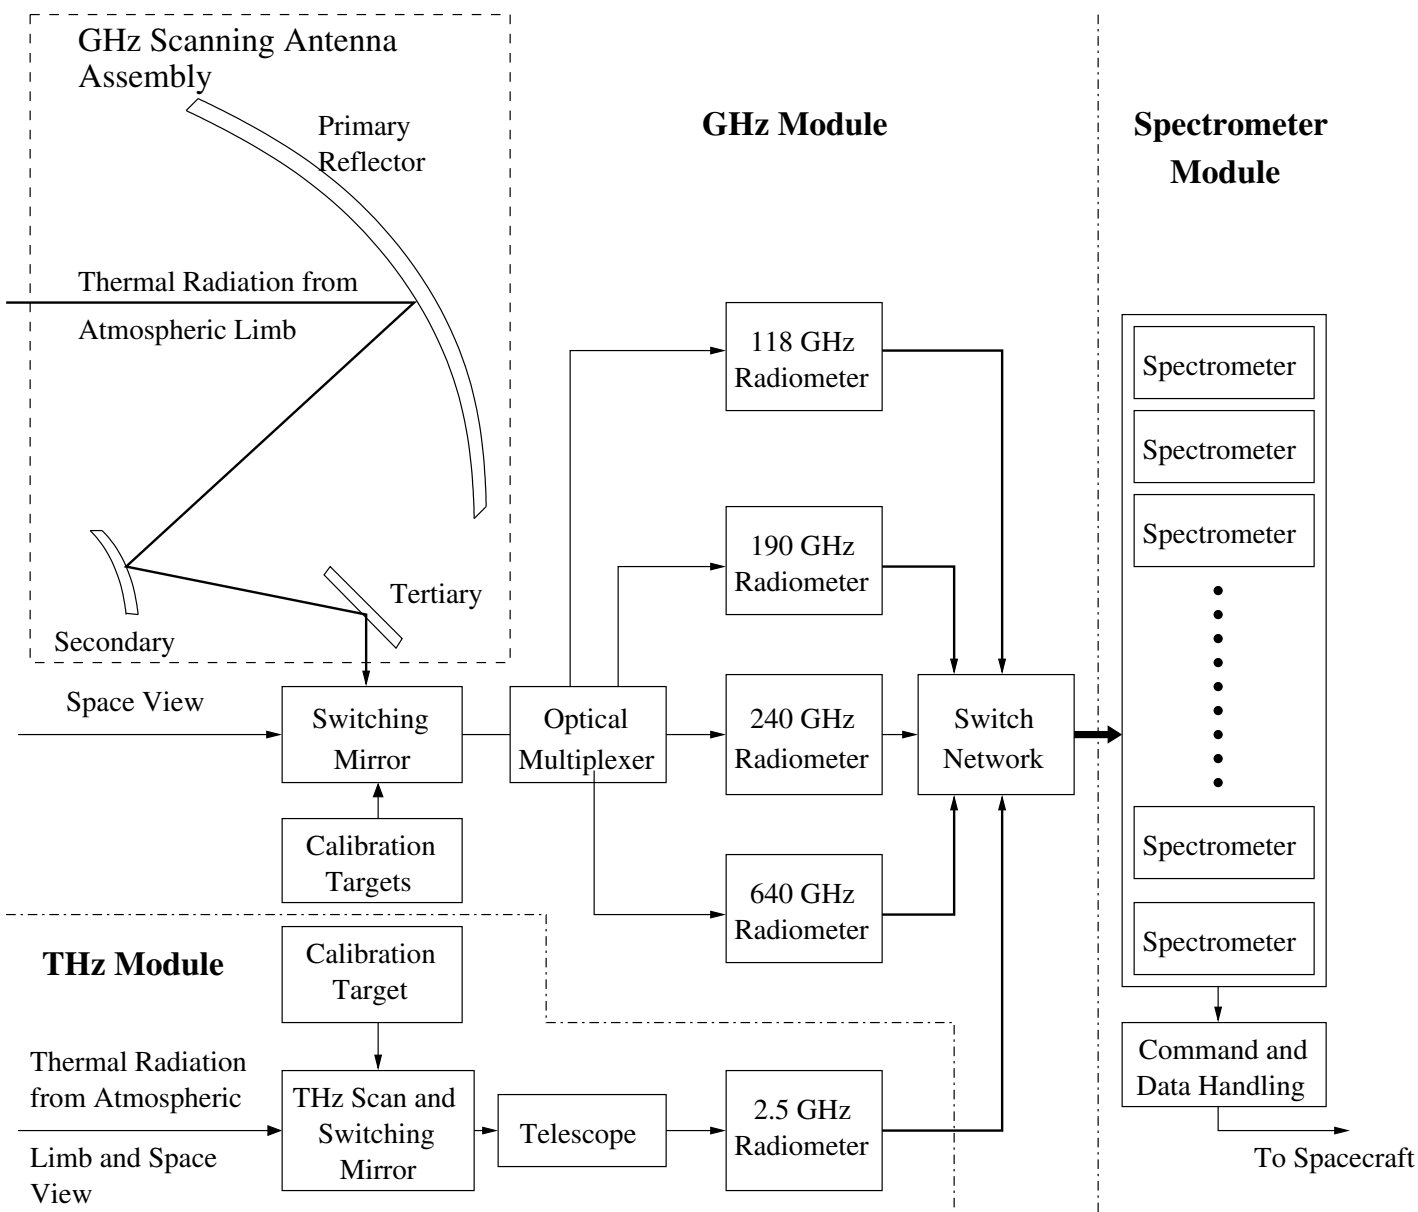 GHz Scanning Antenna
Assembly
Primary
Reflector
Thermal Radiation from
Atmospheric Limb
Secondary
Tertiary
GHz Module
Spectrometer
Module
Space View
Switching
Mirror
Calibration
Targets
Optical
Multiplexer
118 GHz
Radiometer
190 GHz
Radiometer
240 GHz
Radiometer
640 GHz
Radiometer
Switch
Network
Spectrometer
Spectrometer
Spectrometer
Spectrometer
Spectrometer
Command and
Data Handling
To Spacecraft
THz Module
Calibration
Target
Thermal Radiation
from Atmospheric
Limb and Space
View
THz Scan and
Switching
Mirror
Telescope
2.5 GHz
Radiometer